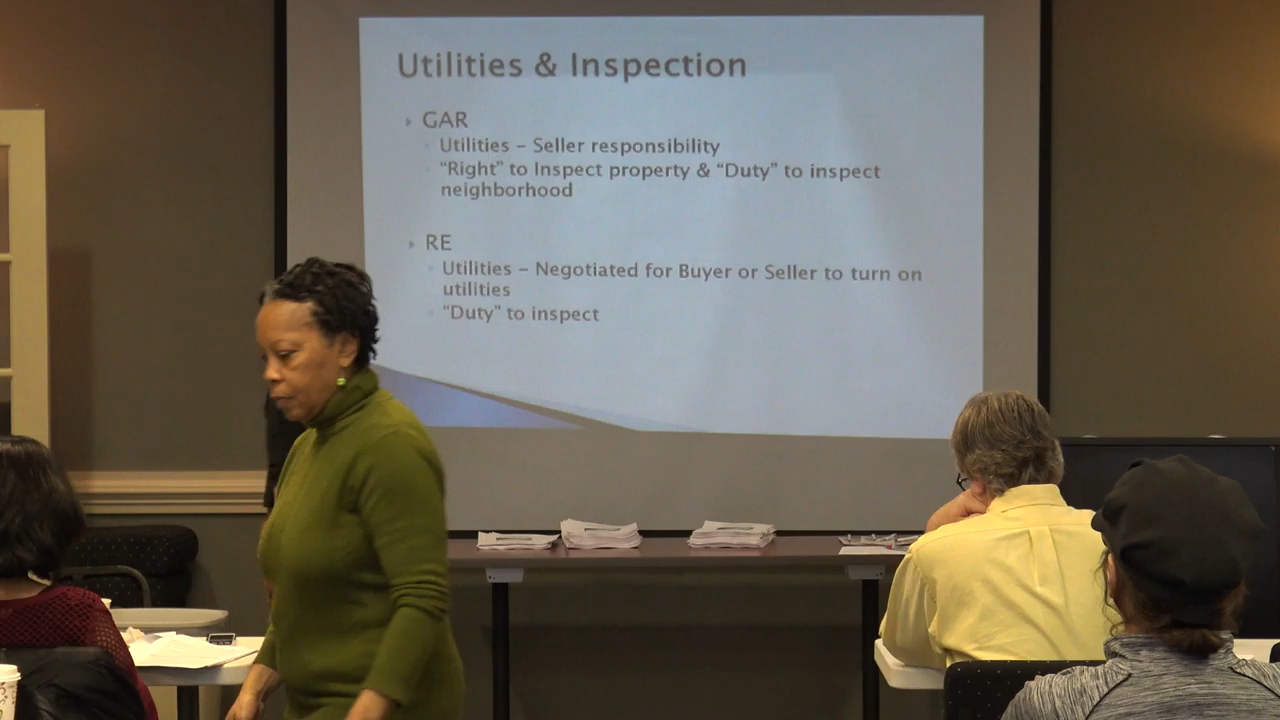 Utilities & Inspection
GAR
Utilities – Seller responsibility
"Right" to Inspect property & "Duty" to inspect
neighborhood
RE
Utilities – Negotiated for Buyer or Seller to turn on
utilities
"Duty" to inspect